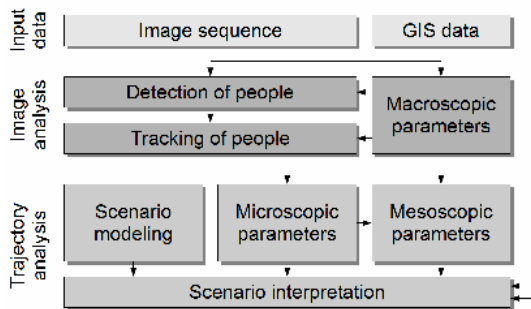 Input
data
Image sequence
GIS data
Image
analysis
Detection of people
Tracking of people
Macroscopic
parameters
Trajectory
analysis
Scenario
modeling
Microscopic
parameters
Mesoscopic
parameters
Scenario interpretation